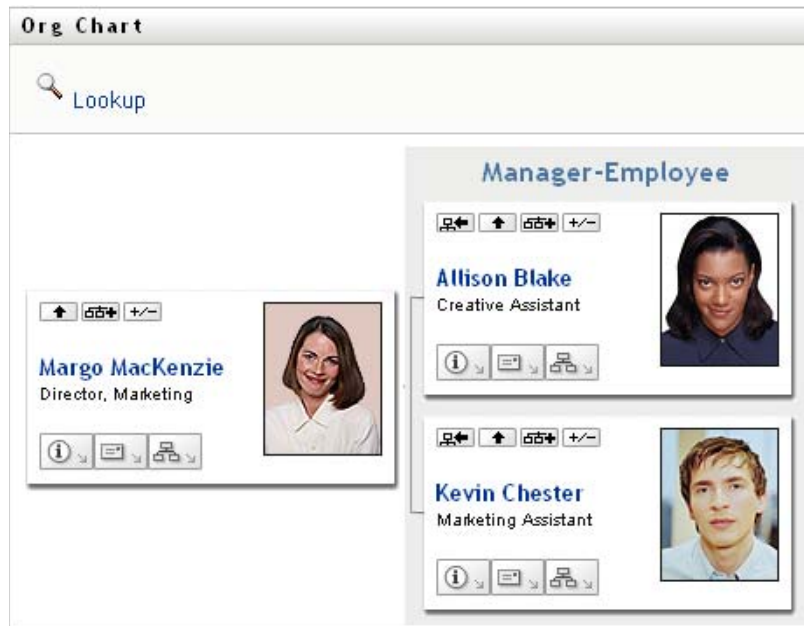 Org Chart
Lookup
Manager-Employee
+/-
Allison Blake
Creative Assistant
+/-
Margo MacKenzie
Director, Marketing
+/-
Kevin Chester
Marketing Assistant